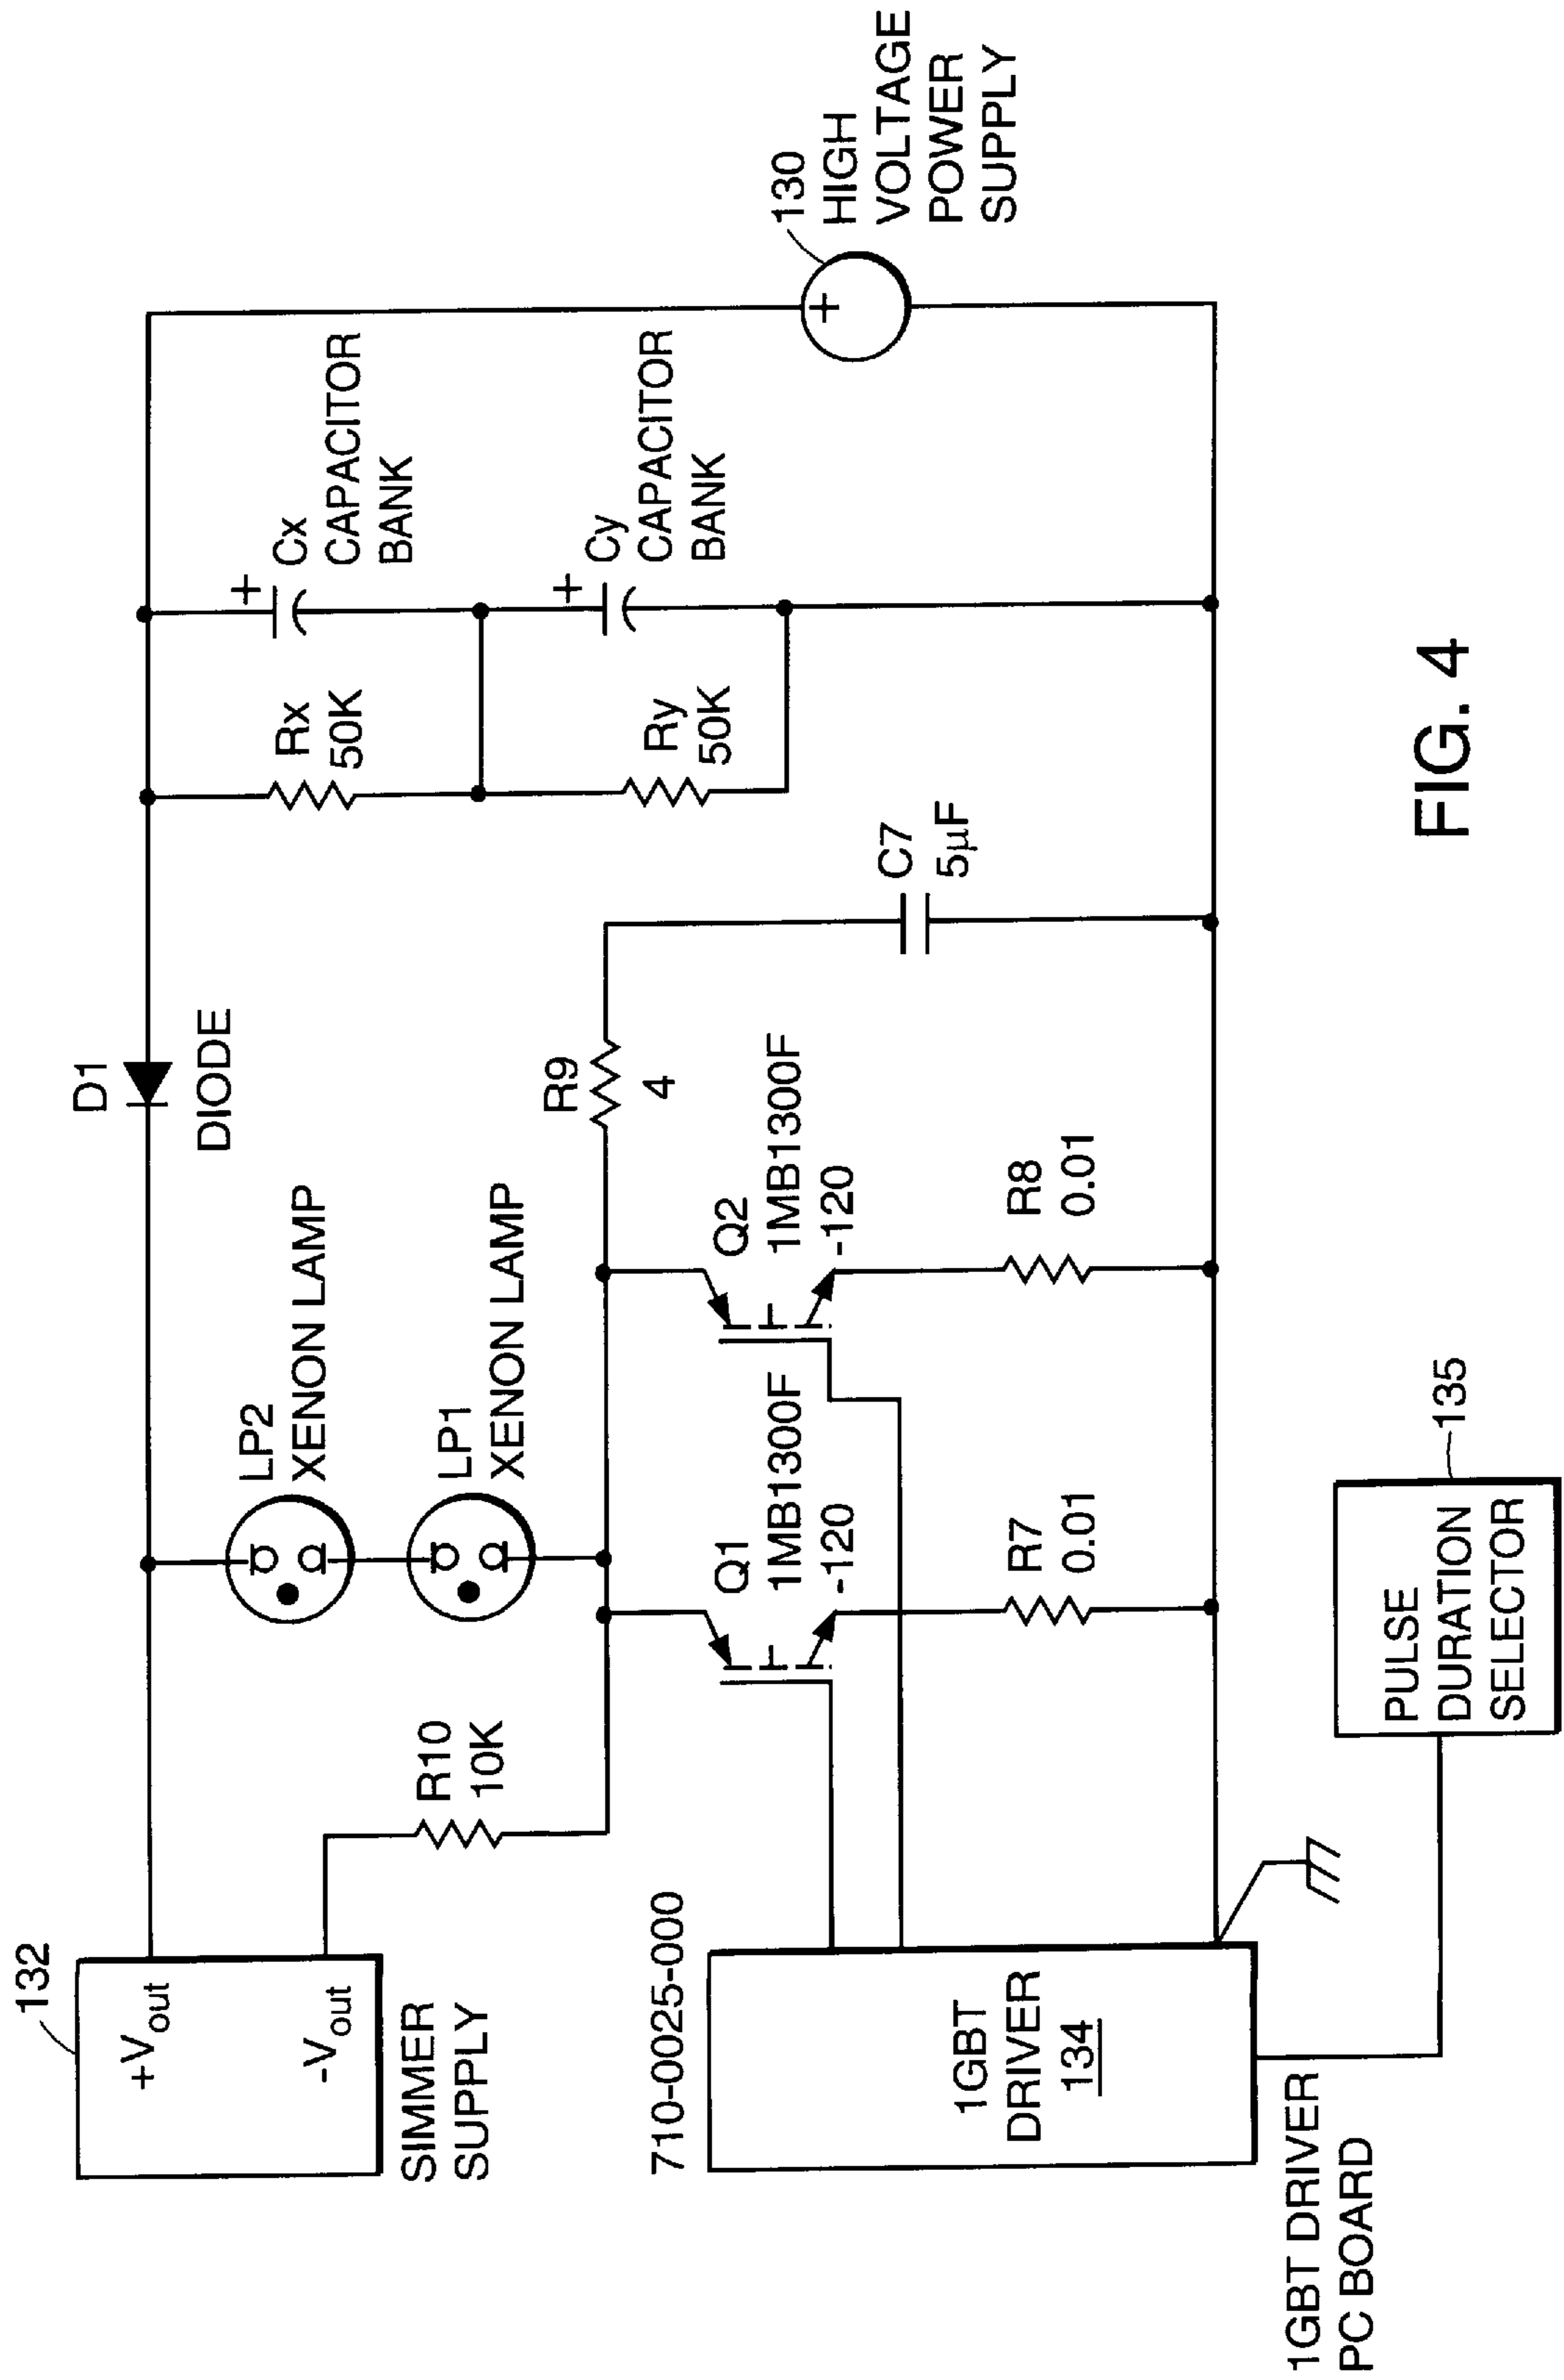 132
+Vout
-Vout
SIMMER
SUPPLY
R10
10K
LP2
XENON LAMP
LP1
XENON LAMP
D1
DIODE
R9
4
Rx
50K
Ry
50K
+
Cx
CAPACITOR
BANK
+
Cy
CAPACITOR
BANK
C7
5µF
+
130
HIGH
VOLTAGE
POWER
SUPPLY
Q1
1MB1300F
-120
Q2
1MB1300F
-120
R7
0.01
R8
0.01
710-0025-000
1GBT
DRIVER
134
1GBT DRIVER
PC BOARD
PULSE
DURATION
SELECTOR
135
FIG. 4